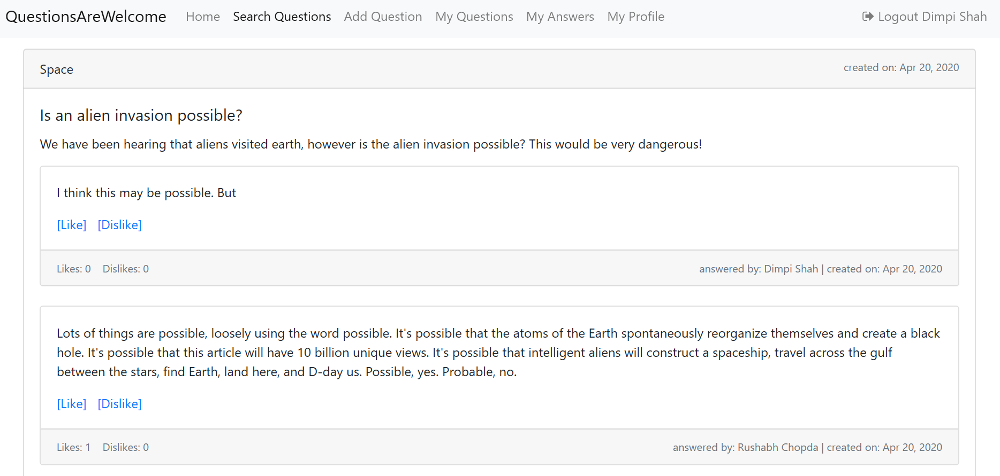 QuestionsAreWelcome Home Search Questions Add Question My Questions My Answers My Profile Logout Dimpi Shah
Space created on: Apr 20, 2020
Is an alien invasion possible?
We have been hearing that aliens visited earth, however is the alien invasion possible? This would be very dangerous!
I think this may be possible. But
[Like] [Dislike]
Likes: 0 Dislikes: 0 answered by: Dimpi Shah | created on: Apr 20, 2020
Lots of things are possible, loosely using the word possible. It's possible that the atoms of the Earth spontaneously reorganize themselves and create a black
hole. It's possible that this article will have 10 billion unique views. It's possible that intelligent aliens will construct a spaceship, travel across the gulf
between the stars, find Earth, land here, and D-day us. Possible, yes. Probable, no.
[Like] [Dislike]
Likes: 1 Dislikes: 0 answered by: Rushabh Chopda | created on: Apr 20, 2020